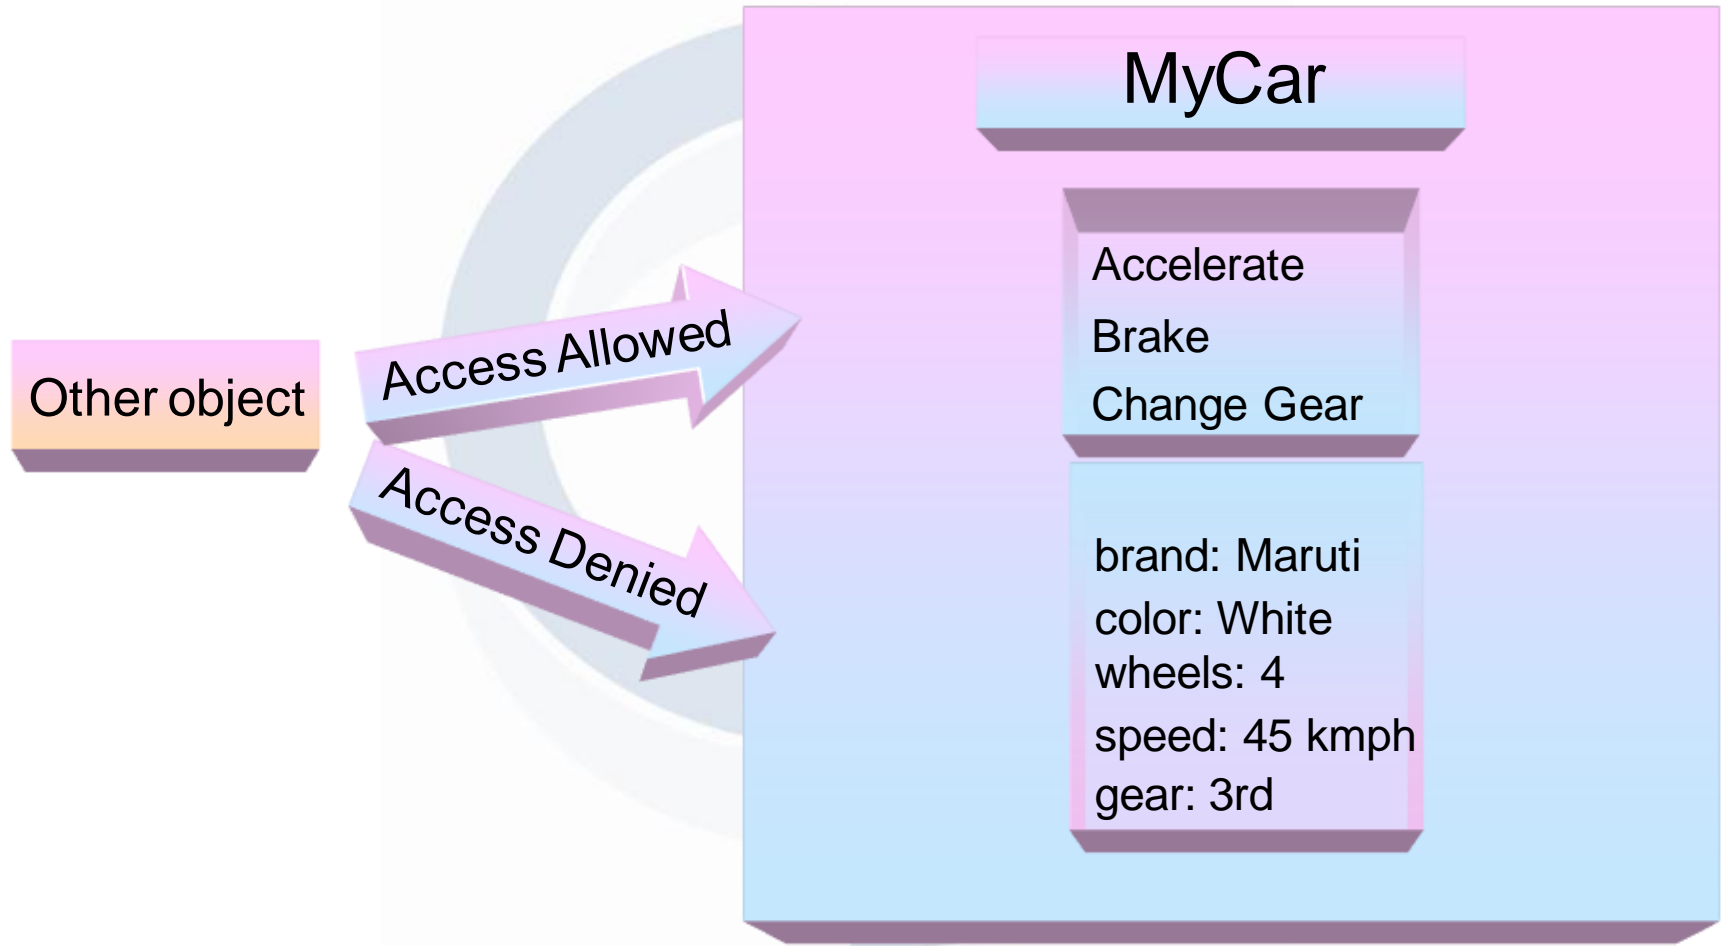 MyCar
Accelerate
Brake
Change Gear
Other object
Access Allowed
Access Denied
brand: Maruti
color: White
wheels: 4
speed: 45 kmph
gear: 3rd